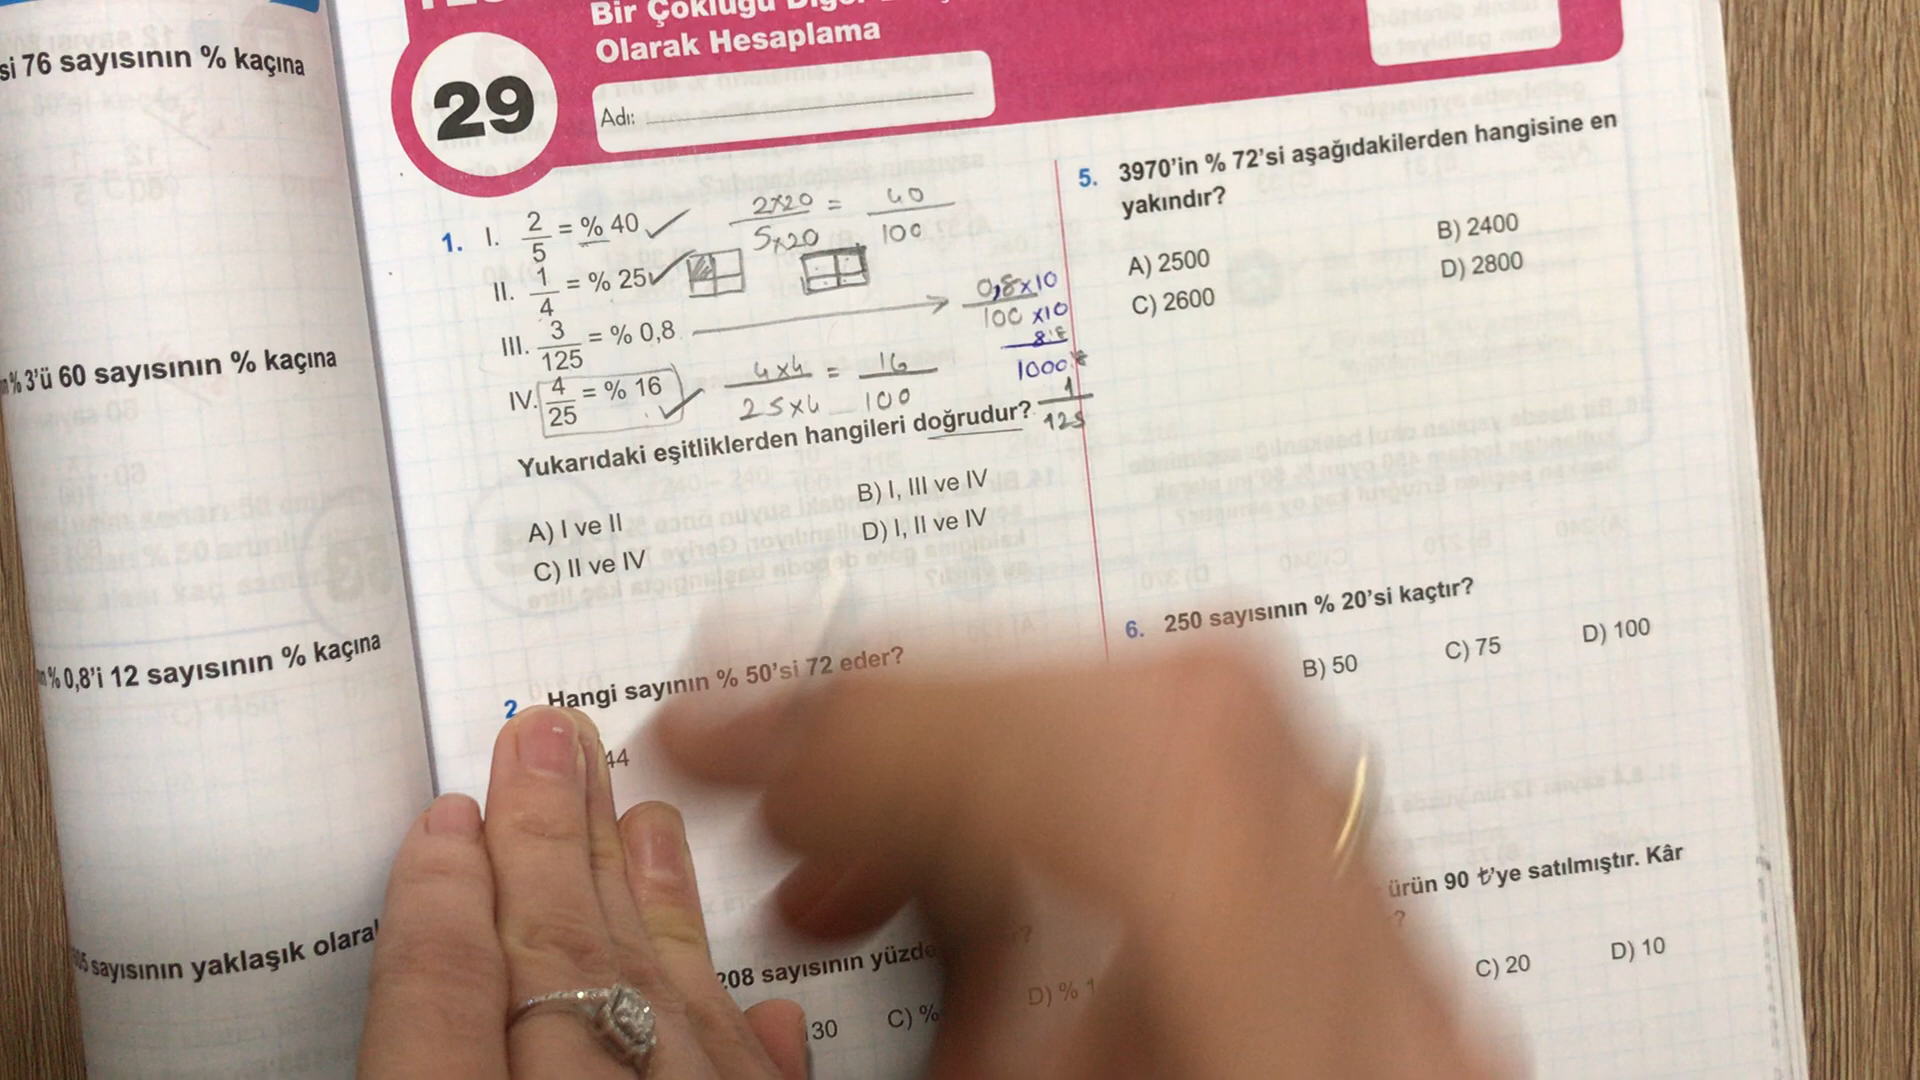 si 76 sayısının % kaçına
% 3'ü 60 sayısının % kaçına
% 0,8'i 12 sayısının % kaçına
sayısının yaklaşık olarak
29
Bir Çokluğu
Olarak Hesaplama
Adı:
1. I. 2/5 = % 40 ✓ 2x20/5x20 = 40/100
II. 1/4 = % 25 ✓
III. 3/125 = % 0,8 → 0,8x10/100x10
8:8/1000:8
IV. 4/25 = % 16 ✓ 4x4/25x4 = 16/100
1/125
Yukarıdaki eşitliklerden hangileri doğrudur?
A) I ve II
B) I, III ve IV
C) II ve IV
D) I, II ve IV
2. Hangi sayının % 50'si 72 eder?
44
208 sayısının
30
C) %
D) % 1
5. 3970'in % 72'si aşağıdakilerden hangisine en
yakındır?
A) 2500
B) 2400
C) 2600
D) 2800
6. 250 sayısının % 20'si kaçtır?
B) 50
C) 75
D) 100
ürün 90 ₺'ye satılmıştır. Kâr
?
C) 20
D) 10